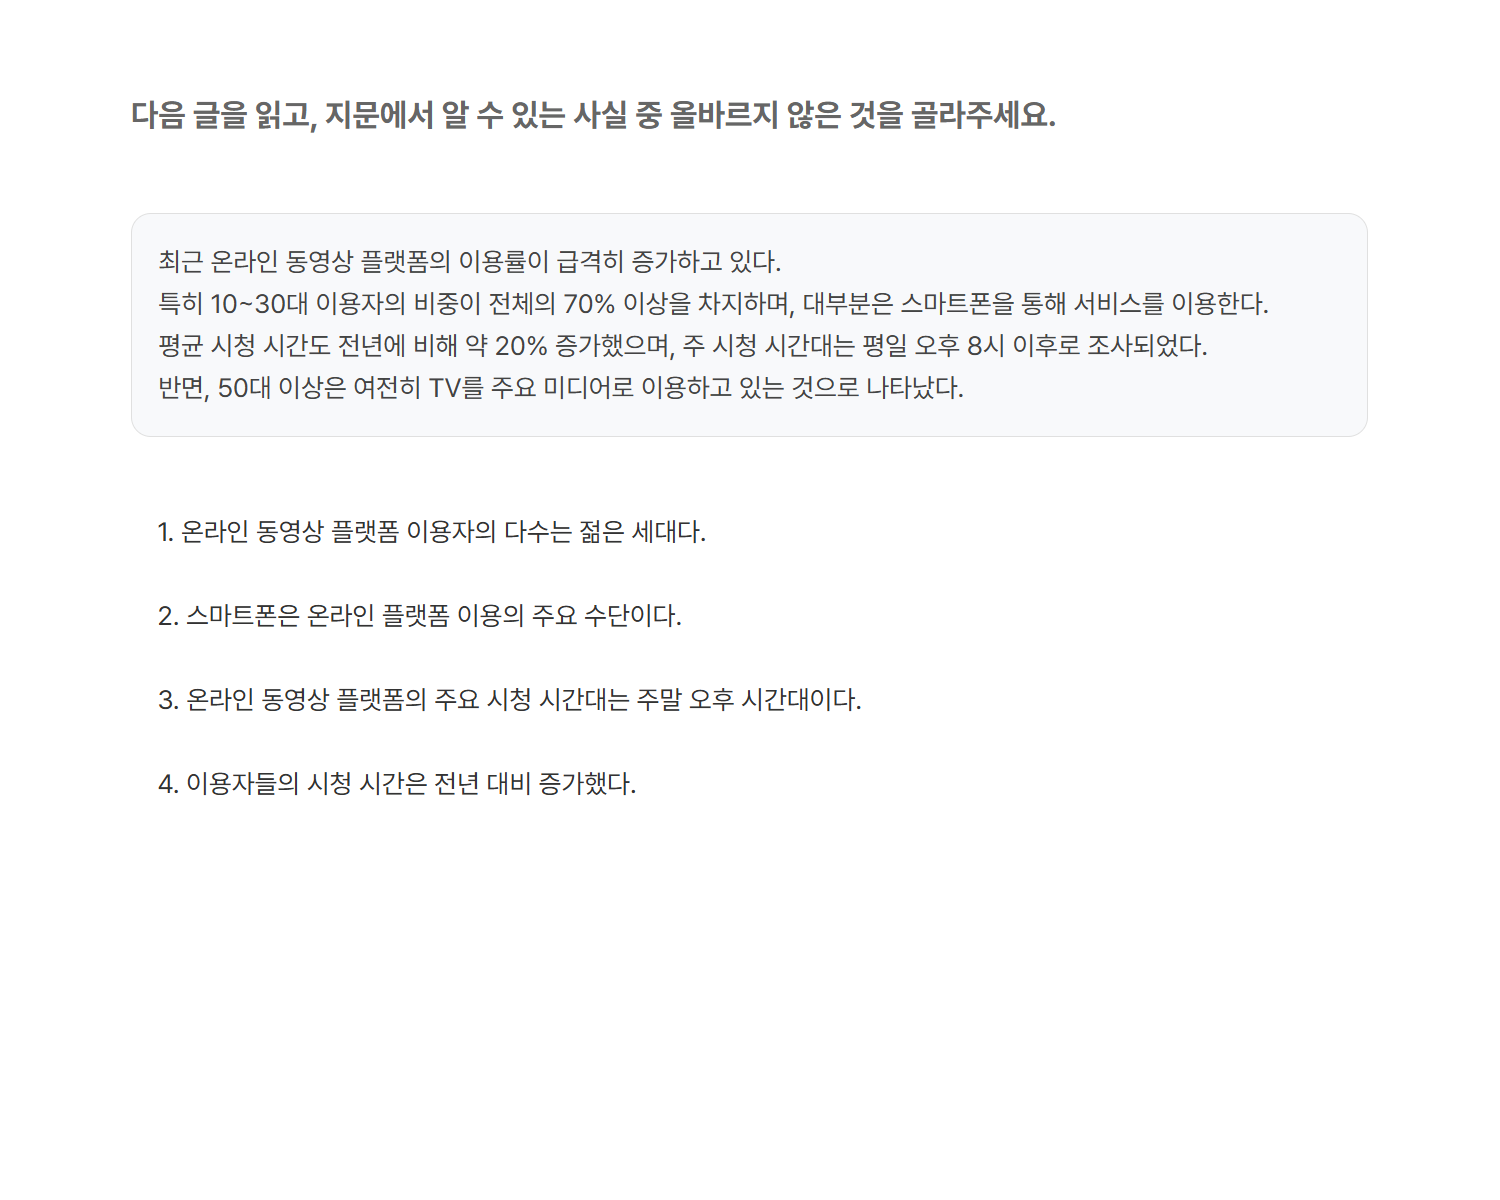 다음 글을 읽고, 지문에서 알 수 있는 사실 중 올바르지 않은 것을 골라주세요.
최근 온라인 동영상 플랫폼의 이용률이 급격히 증가하고 있다.
특히 10~30대 이용자의 비중이 전체의 70% 이상을 차지하며, 대부분은 스마트폰을 통해 서비스를 이용한다.
평균 시청 시간도 전년에 비해 약 20% 증가했으며, 주 시청 시간대는 평일 오후 8시 이후로 조사되었다.
반면, 50대 이상은 여전히 TV를 주요 미디어로 이용하고 있는 것으로 나타났다.
1. 온라인 동영상 플랫폼 이용자의 다수는 젊은 세대다.
2. 스마트폰은 온라인 플랫폼 이용의 주요 수단이다.
3. 온라인 동영상 플랫폼의 주요 시청 시간대는 주말 오후 시간대이다.
4. 이용자들의 시청 시간은 전년 대비 증가했다.